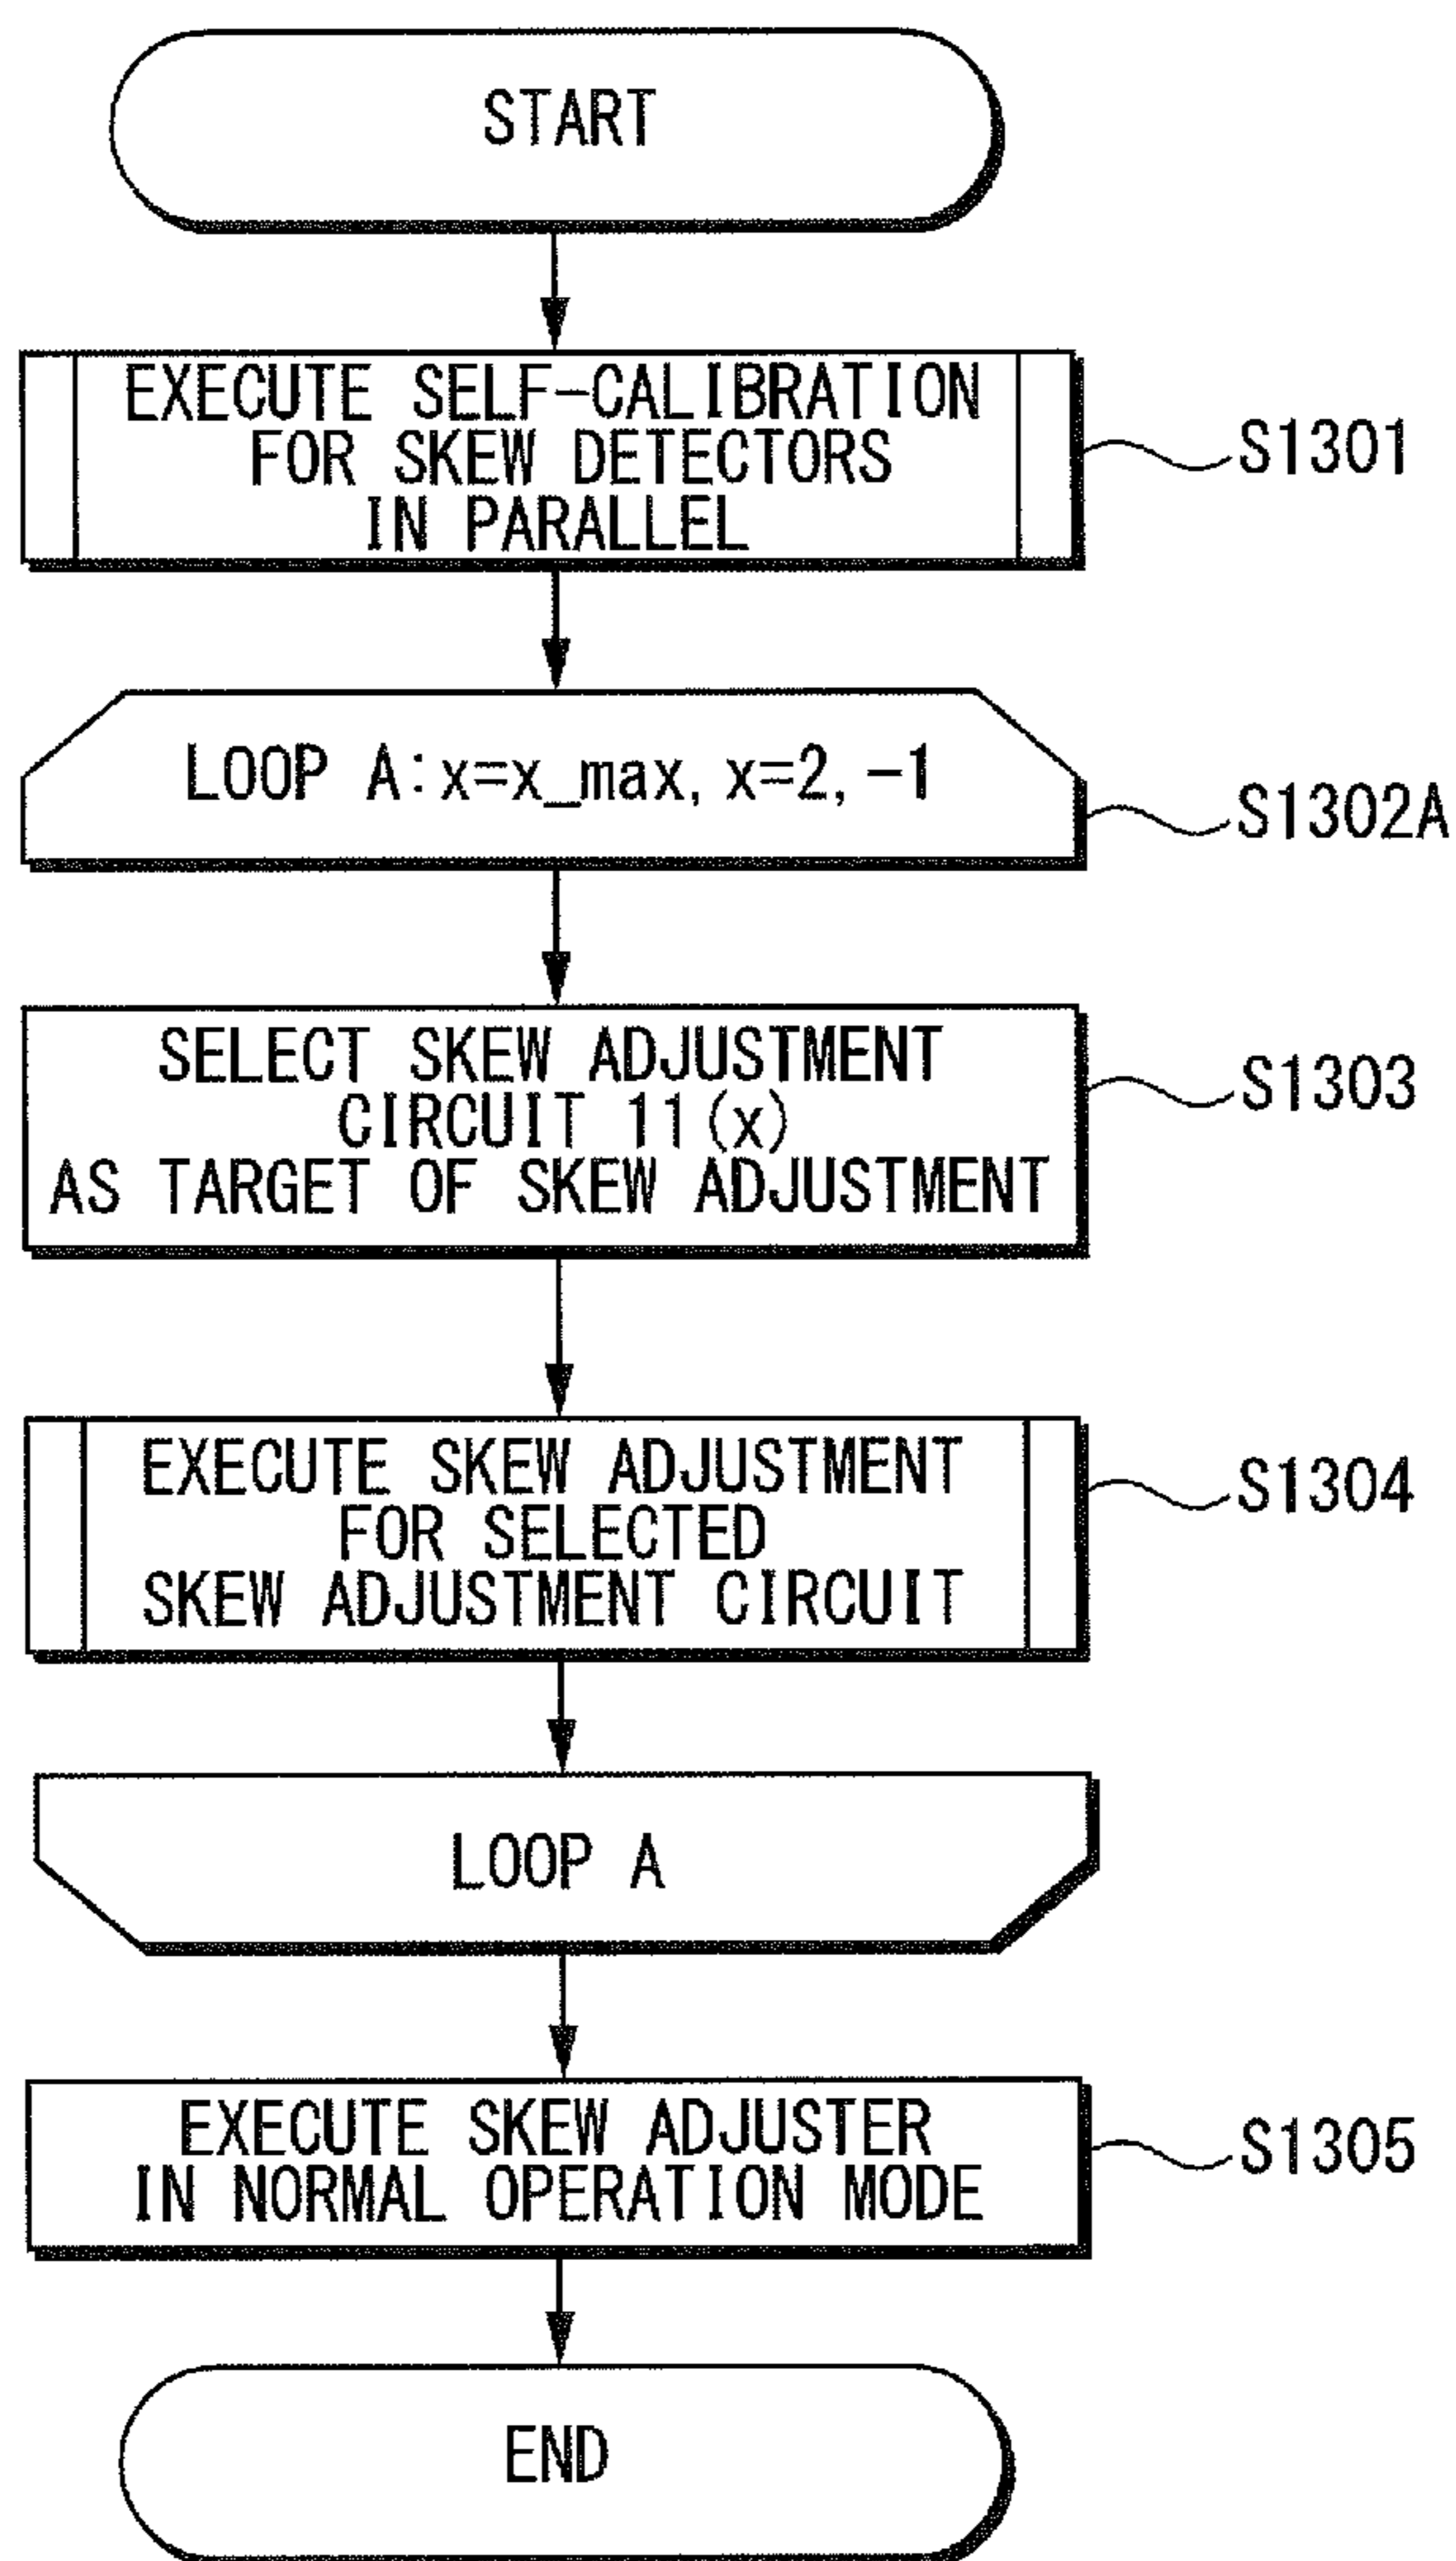 START
EXECUTE SELF-CALIBRATION
FOR SKEW DETECTORS
IN PARALLEL
S1301
LOOP A:x=x_max, x=2, -1
S1302A
SELECT SKEW ADJUSTMENT
CIRCUIT 11(x)
AS TARGET OF SKEW ADJUSTMENT
S1303
EXECUTE SKEW ADJUSTMENT
FOR SELECTED
SKEW ADJUSTMENT CIRCUIT
S1304
LOOP A
EXECUTE SKEW ADJUSTER
IN NORMAL OPERATION MODE
S1305
END